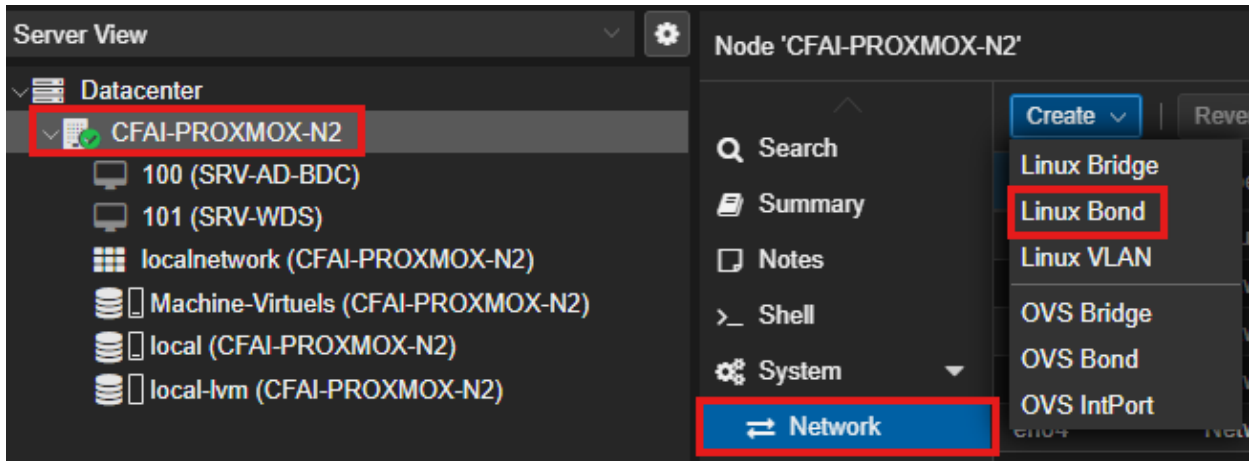 Server View
Datacenter
CFAI-PROXMOX-N2
100 (SRV-AD-BDC)
101 (SRV-WDS)
localnetwork (CFAI-PROXMOX-N2)
Machine-Virtuels (CFAI-PROXMOX-N2)
local (CFAI-PROXMOX-N2)
local-lvm (CFAI-PROXMOX-N2)
Node 'CFAI-PROXMOX-N2'
Search
Summary
Notes
Shell
System
Network
Create
Reve
Linux Bridge
Linux Bond
Linux VLAN
OVS Bridge
OVS Bond
OVS IntPort